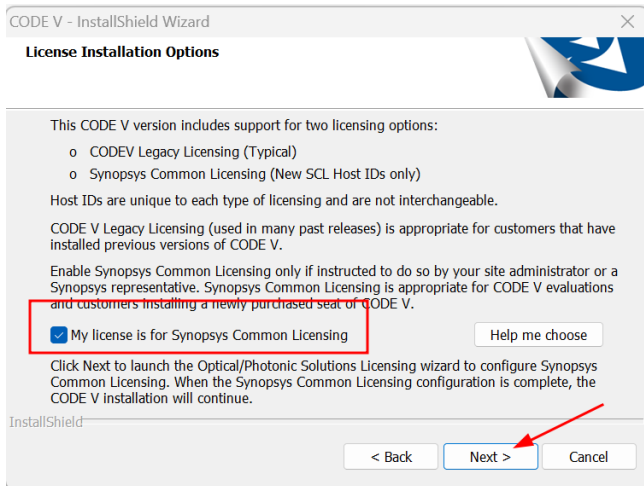 CODE V - InstallShield Wizard
License Installation Options
This CODE V version includes support for two licensing options:
o CODEV Legacy Licensing (Typical)
o Synopsys Common Licensing (New SCL Host IDs only)
Host IDs are unique to each type of licensing and are not interchangeable.
CODE V Legacy Licensing (used in many past releases) is appropriate for customers that have
installed previous versions of CODE V.
Enable Synopsys Common Licensing only if instructed to do so by your site administrator or a
Synopsys representative. Synopsys Common Licensing is appropriate for CODE V evaluations
and customers installing a newly purchased seat of CODE V.
My license is for Synopsys Common Licensing
Help me choose
Click Next to launch the Optical/Photonic Solutions Licensing wizard to configure Synopsys
Common Licensing. When the Synopsys Common Licensing configuration is complete, the
CODE V installation will continue.
InstallShield
< Back
Next >
Cancel